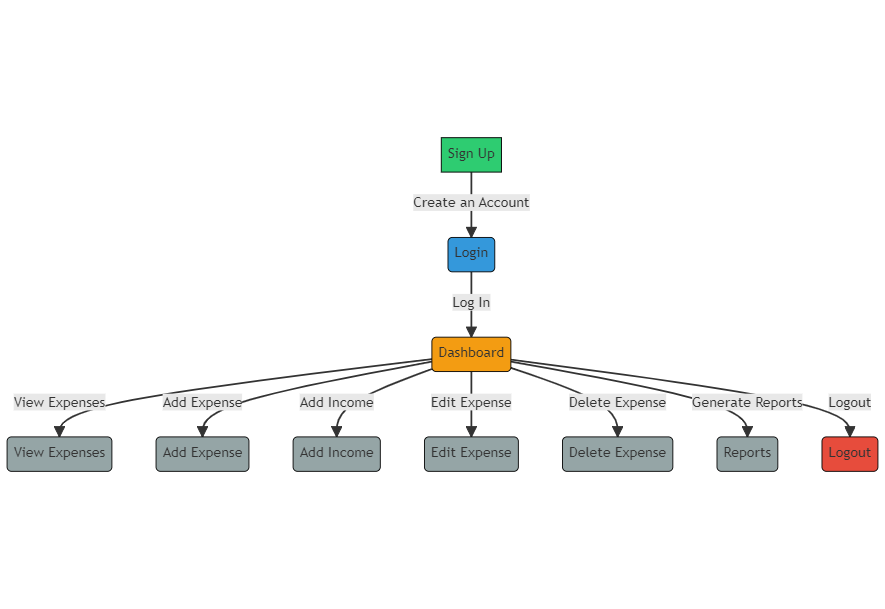 Sign Up
Create an Account
Login
Log In
Dashboard
View Expenses Add Expense Add Income Edit Expense Delete Expense Generate Reports Logout
View Expenses Add Expense Add Income Edit Expense Delete Expense Reports Logout